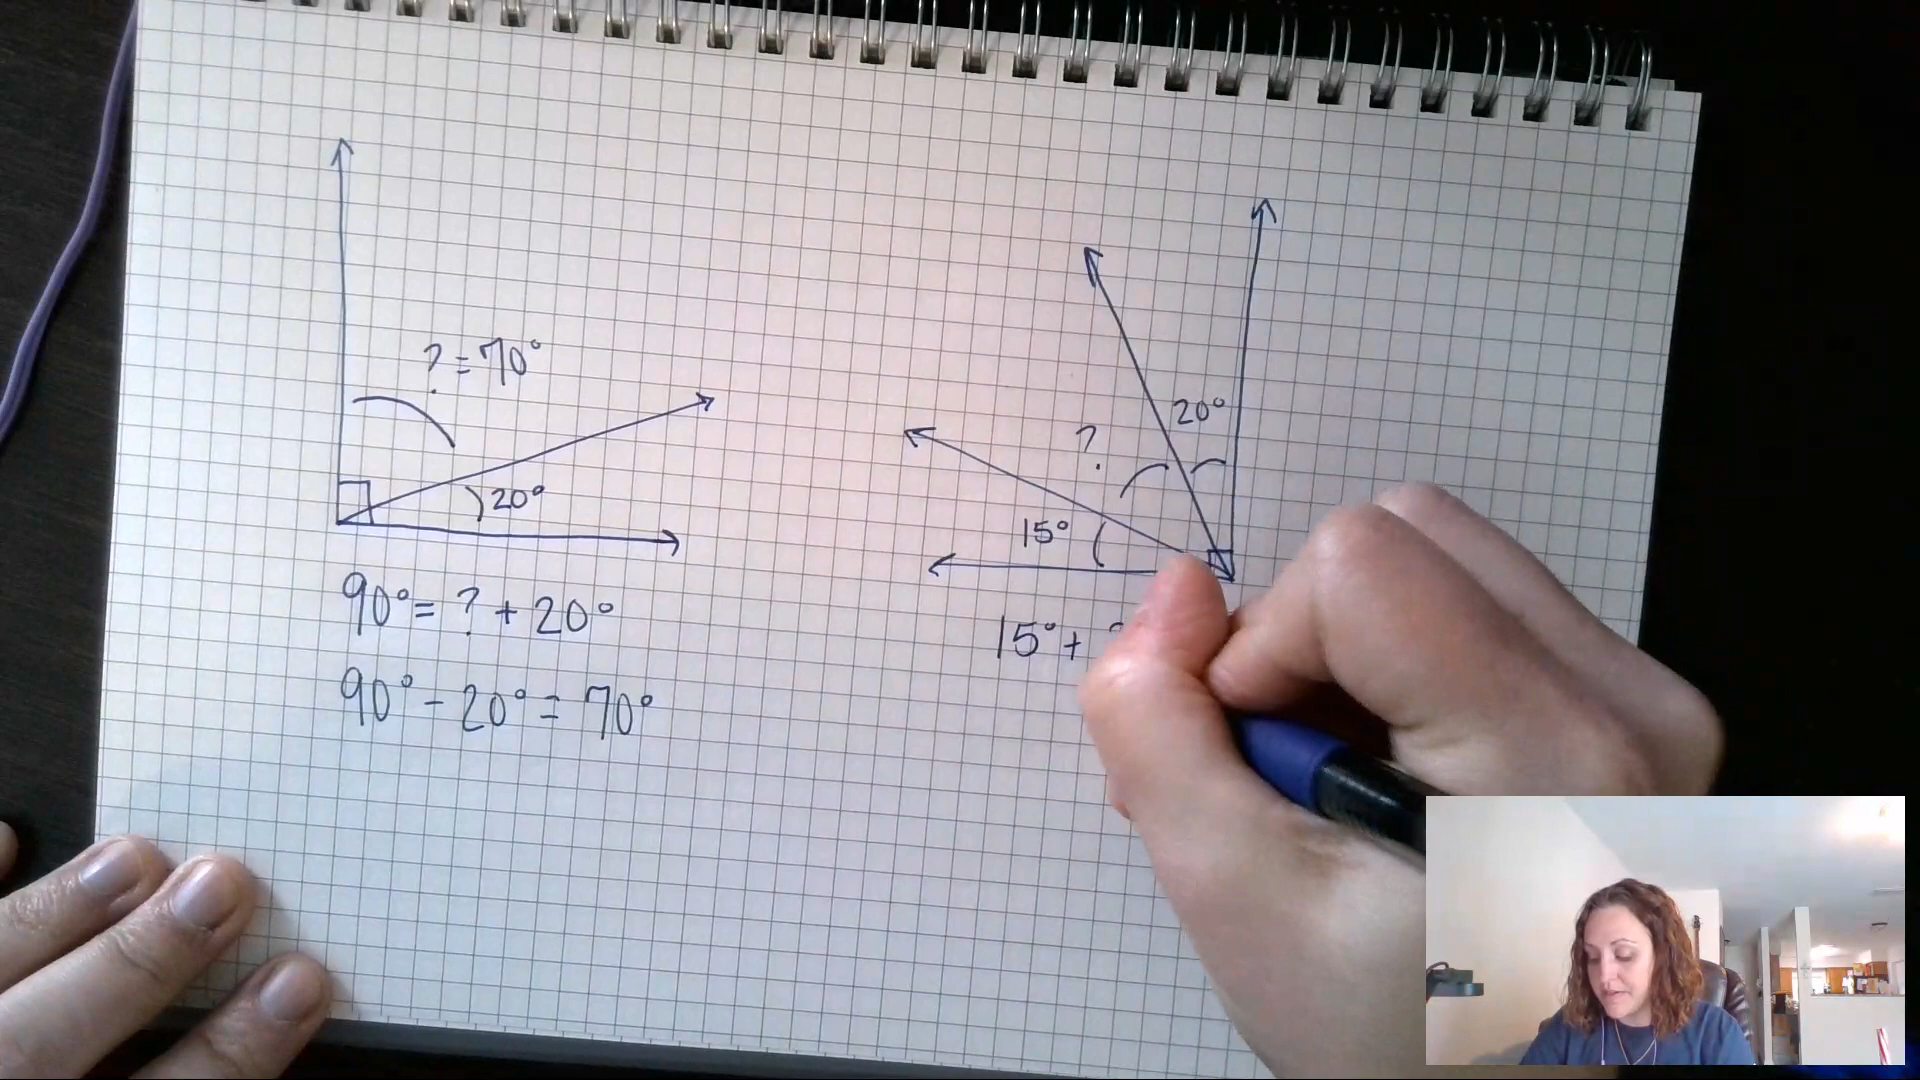 ? = 70°
20°
90° = ? + 20°
90° - 20° = 70°
20°
?
15°
15° +